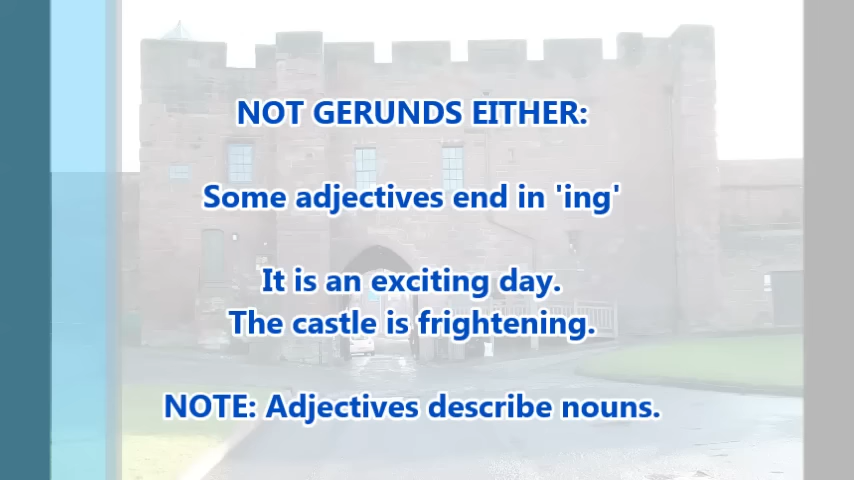 NOT GERUNDS EITHER:
Some adjectives end in 'ing'
It is an exciting day.
The castle is frightening.
NOTE: Adjectives describe nouns.